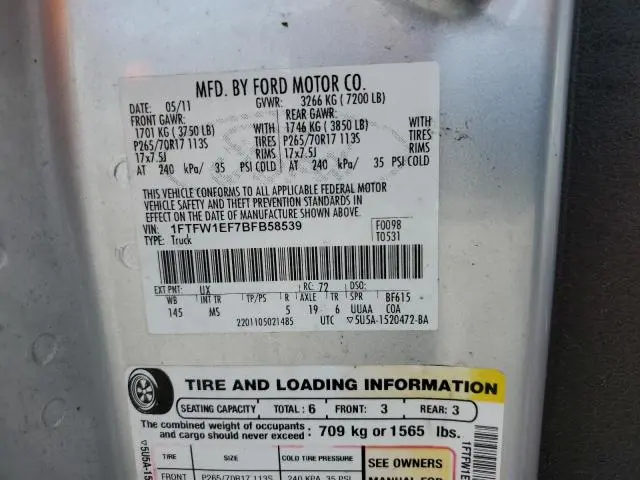 MFD. BY FORD MOTOR CO.
DATE: 05/11 GVWR: 3266 KG ( 7200 LB)
FRONT GAWR: REAR GAWR:
1701 KG ( 3750 LB) WITH 1746 KG ( 3850 LB) WITH
P265/70R17 113S TIRES P265/70R17 113S TIRES
17x7.5J RIMS 17x7.5J RIMS
AT 240 kPa/ 35 PSI COLD AT 240 kPa/ 35 PSI COLD
THIS VEHICLE CONFORMS TO ALL APPLICABLE FEDERAL MOTOR
VEHICLE SAFETY AND THEFT PREVENTION STANDARDS IN
EFFECT ON THE DATE OF MANUFACTURE SHOWN ABOVE.
VIN: 1FTFW1EF7BFB58539 F0098
TYPE: Truck T0531
EXT PNT: UX RC: 72 DSO:
WB INT TR TP/PS R AXLE TR SPR BF615
145 MS 5 19 6 UUAA COA
2201105021485 UTC ▽5U5A-1520472-BA
TIRE AND LOADING INFORMATION
SEATING CAPACITY TOTAL : 6 FRONT: 3 REAR: 3
The combined weight of occupants
and cargo should never exceed : 709 kg or 1565 lbs.
TIRE SIZE COLD TIRE PRESSURE SEE OWNERS
FRONT P265/70R17 113S 240 KPA, 35 PSI MANUAL FOR
▽5U5A-15
1FTFW1E